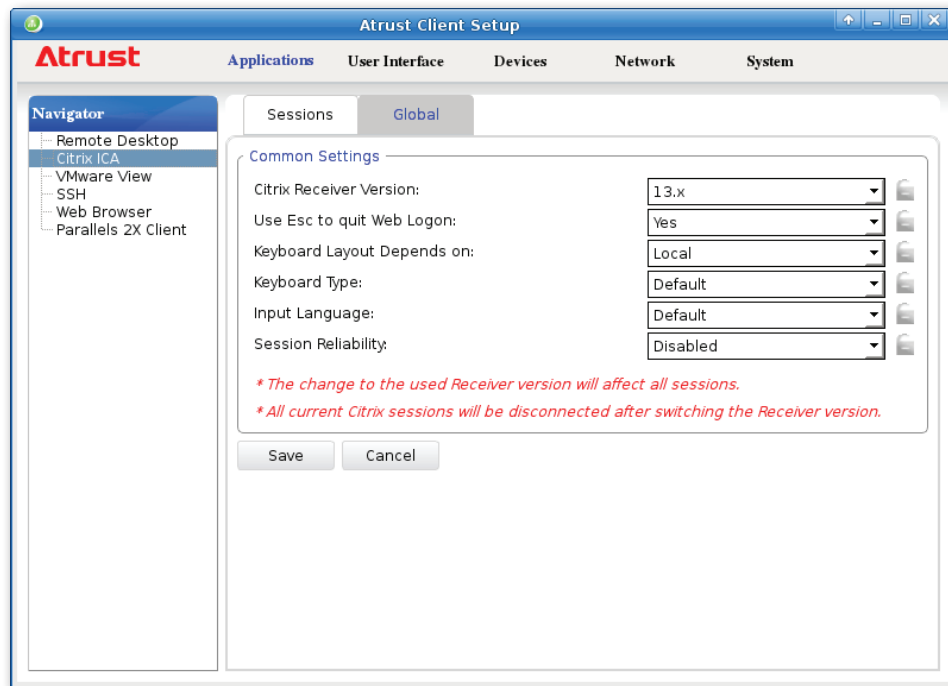 Atrust Client Setup
Atrust
Applications User Interface Devices Network System
Navigator
Remote Desktop
Citrix ICA
VMware View
SSH
Web Browser
Parallels 2X Client
Sessions Global
Common Settings
Citrix Receiver Version: 13.x
Use Esc to quit Web Logon: Yes
Keyboard Layout Depends on: Local
Keyboard Type: Default
Input Language: Default
Session Reliability: Disabled
* The change to the used Receiver version will affect all sessions.
* All current Citrix sessions will be disconnected after switching the Receiver version.
Save Cancel